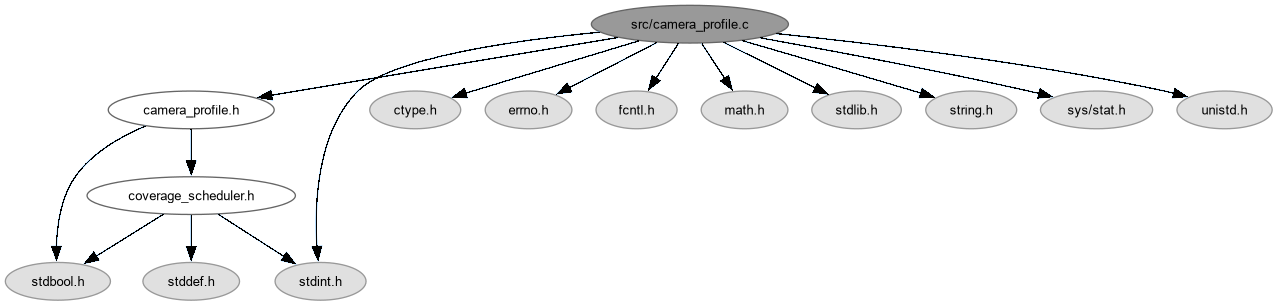 src/camera_profile.c
camera_profile.h
ctype.h
errno.h
fcntl.h
math.h
stdlib.h
string.h
sys/stat.h
unistd.h
coverage_scheduler.h
stdbool.h
stddef.h
stdint.h